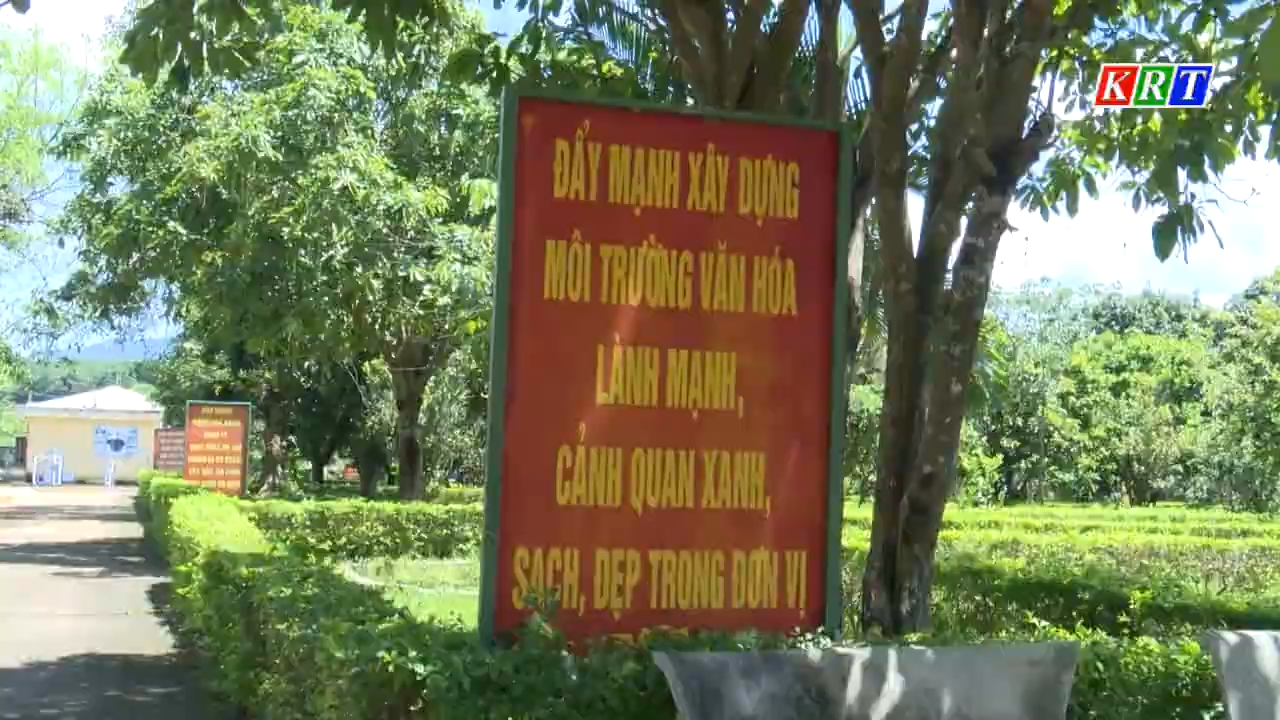 KRT
ĐẨY MẠNH XÂY DỰNG
MÔI TRƯỜNG VĂN HÓA
LÀNH MẠNH,
CẢNH QUAN XANH,
SẠCH, ĐẸP TRONG ĐƠN VỊ